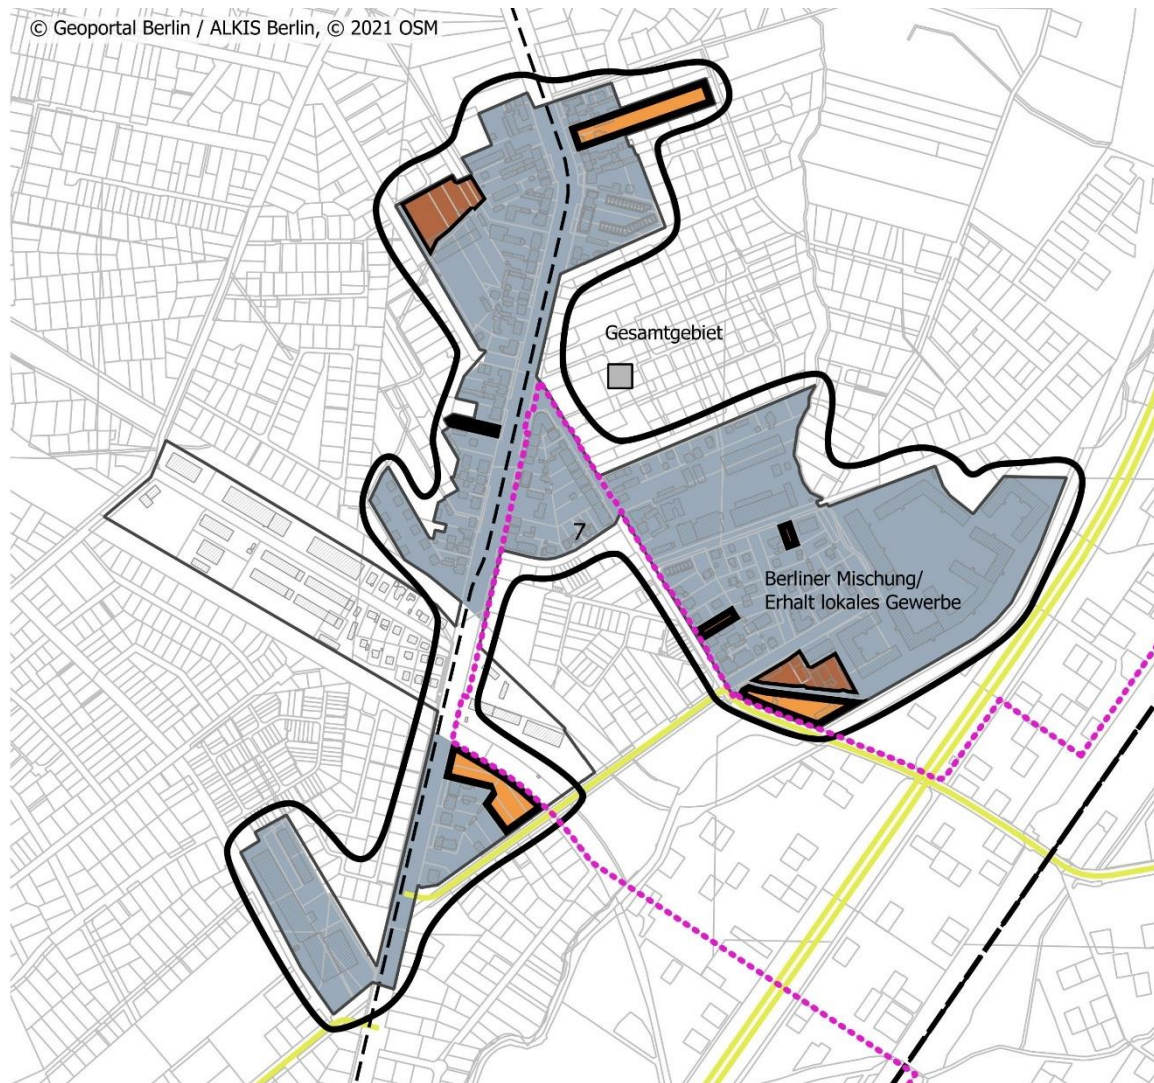 © Geoportal Berlin / ALKIS Berlin, © 2021 OSM
Gesamtgebiet
7
Berliner Mischung/
Erhalt lokales Gewerbe